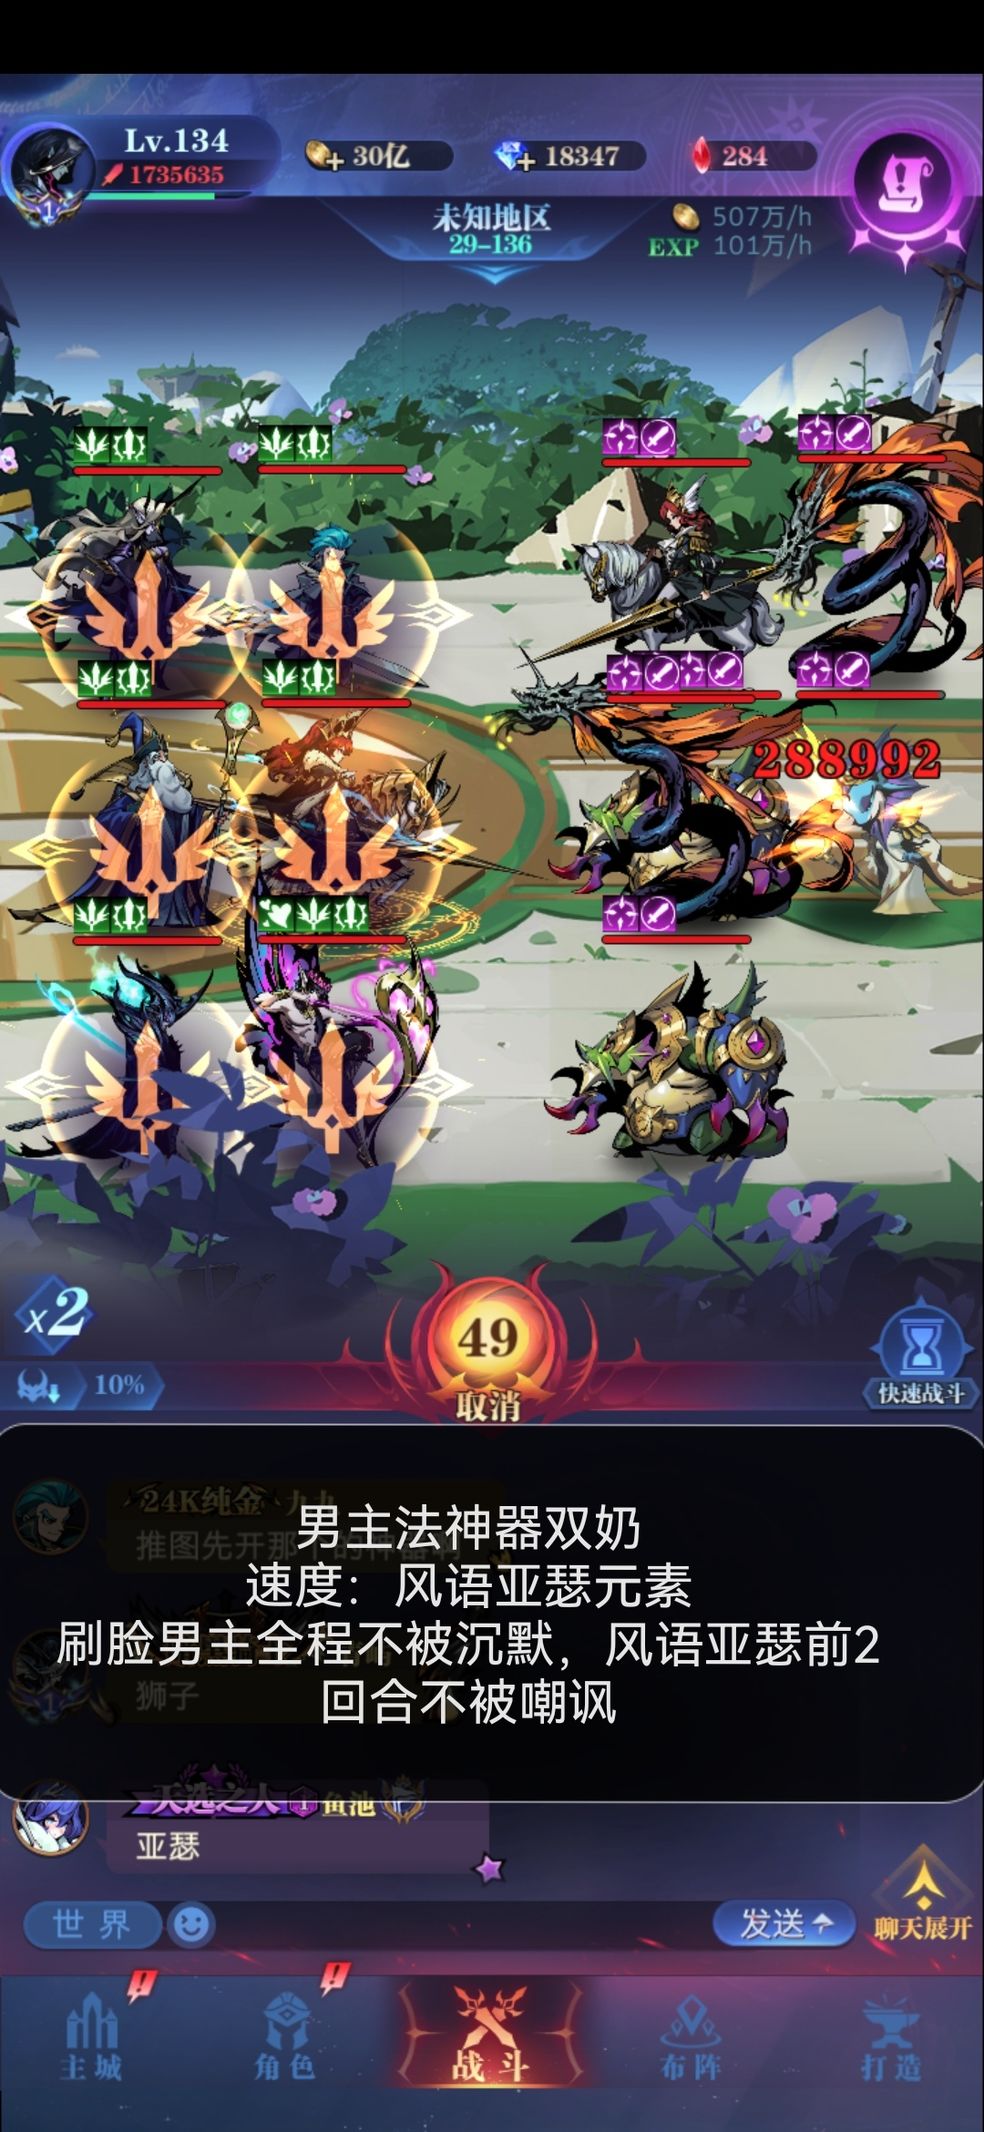 Lv.134
1735635
1
30亿
18347
284
未知地区
29-136
507万/h
EXP 101万/h
288992
x2
10%
49
取消
快速战斗
24K纯金
男主法神器双奶
速度：风语亚瑟元素
刷脸男主全程不被沉默，风语亚瑟前2
回合不被嘲讽
狮子
天选之人 鱼池
亚瑟
世界
发送
聊天展开
主城
角色
战斗
布阵
打造